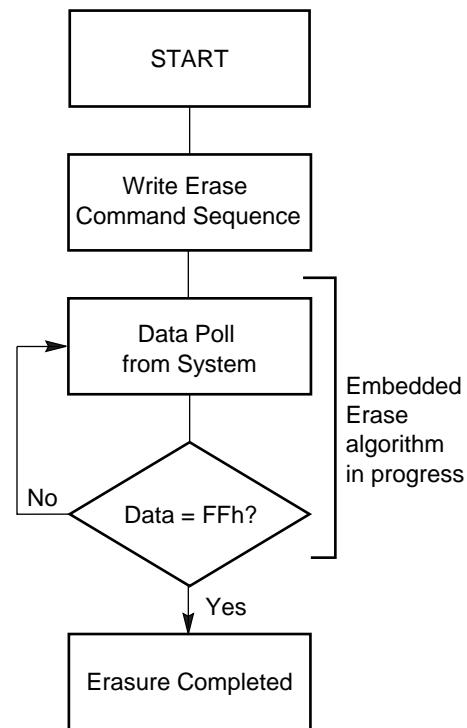 START
Write Erase
Command Sequence
Data Poll
from System
Embedded
Erase
algorithm
in progress
No
Data = FFh?
Yes
Erasure Completed